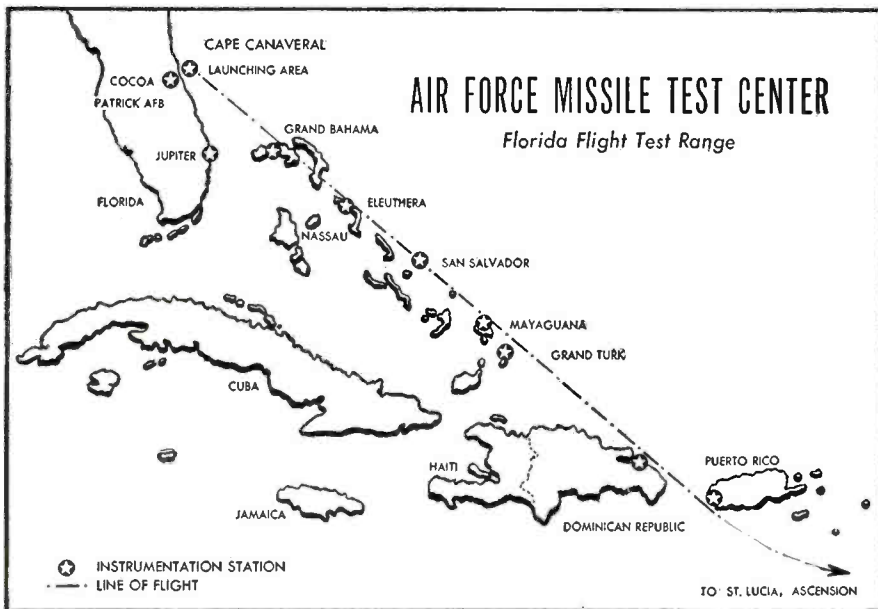 CAPE CANAVERAL
LAUNCHING AREA
COCOA
PATRICK AFB
AIR FORCE MISSILE TEST CENTER
Florida Flight Test Range
GRAND BAHAMA
JUPITER
FLORIDA
ELEUTHERA
NASSAU
SAN SALVADOR
MAYAGUANA
GRAND TURK
CUBA
HAITI
PUERTO RICO
JAMAICA
DOMINICAN REPUBLIC
INSTRUMENTATION STATION
LINE OF FLIGHT
TO ST. LUCIA, ASCENSION